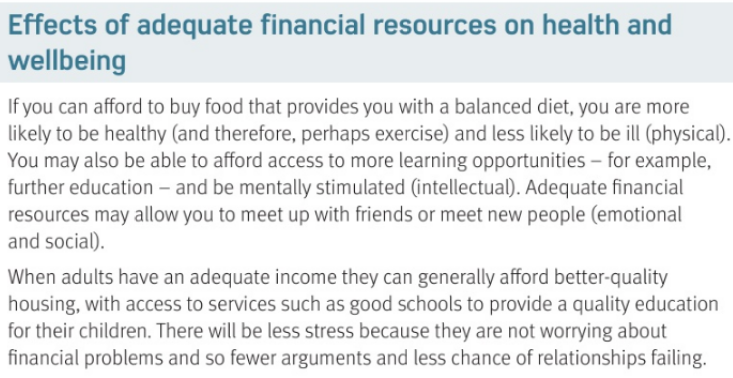 Effects of adequate financial resources on health and
wellbeing
If you can afford to buy food that provides you with a balanced diet, you are more
likely to be healthy (and therefore, perhaps exercise) and less likely to be ill (physical).
You may also be able to afford access to more learning opportunities – for example,
further education – and be mentally stimulated (intellectual). Adequate financial
resources may allow you to meet up with friends or meet new people (emotional
and social).
When adults have an adequate income they can generally afford better-quality
housing, with access to services such as good schools to provide a quality education
for their children. There will be less stress because they are not worrying about
financial problems and so fewer arguments and less chance of relationships failing.